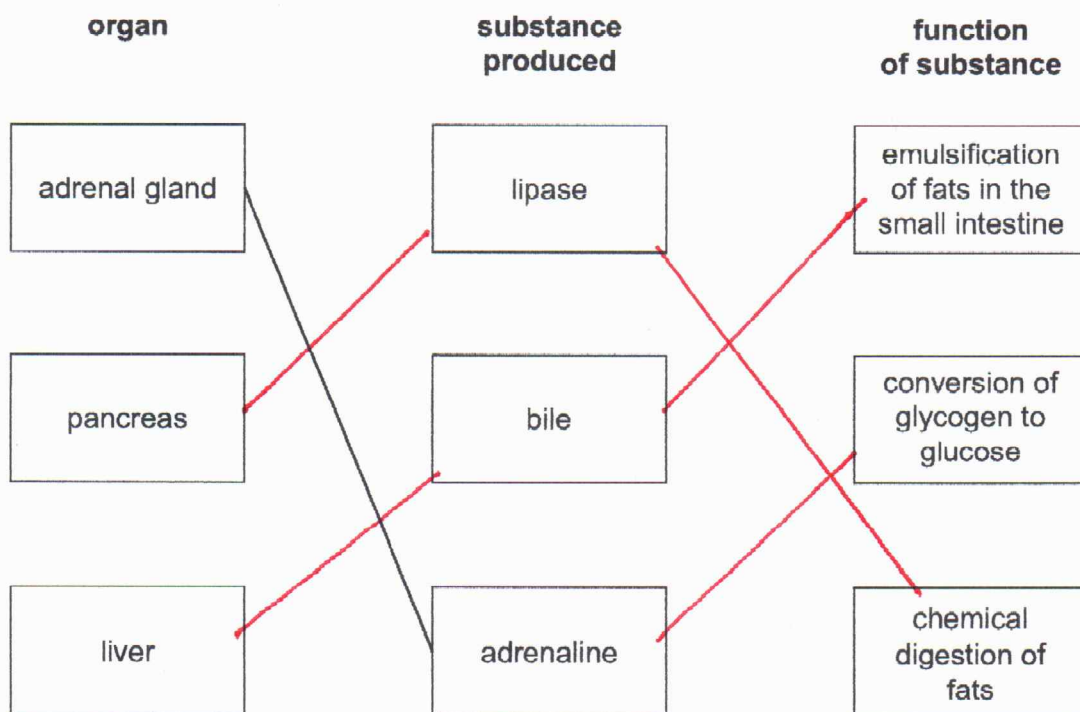 organ
substance
produced
function
of substance
adrenal gland
lipase
emulsification
of fats in the
small intestine
pancreas
bile
conversion of
glycogen to
glucose
liver
adrenaline
chemical
digestion of
fats